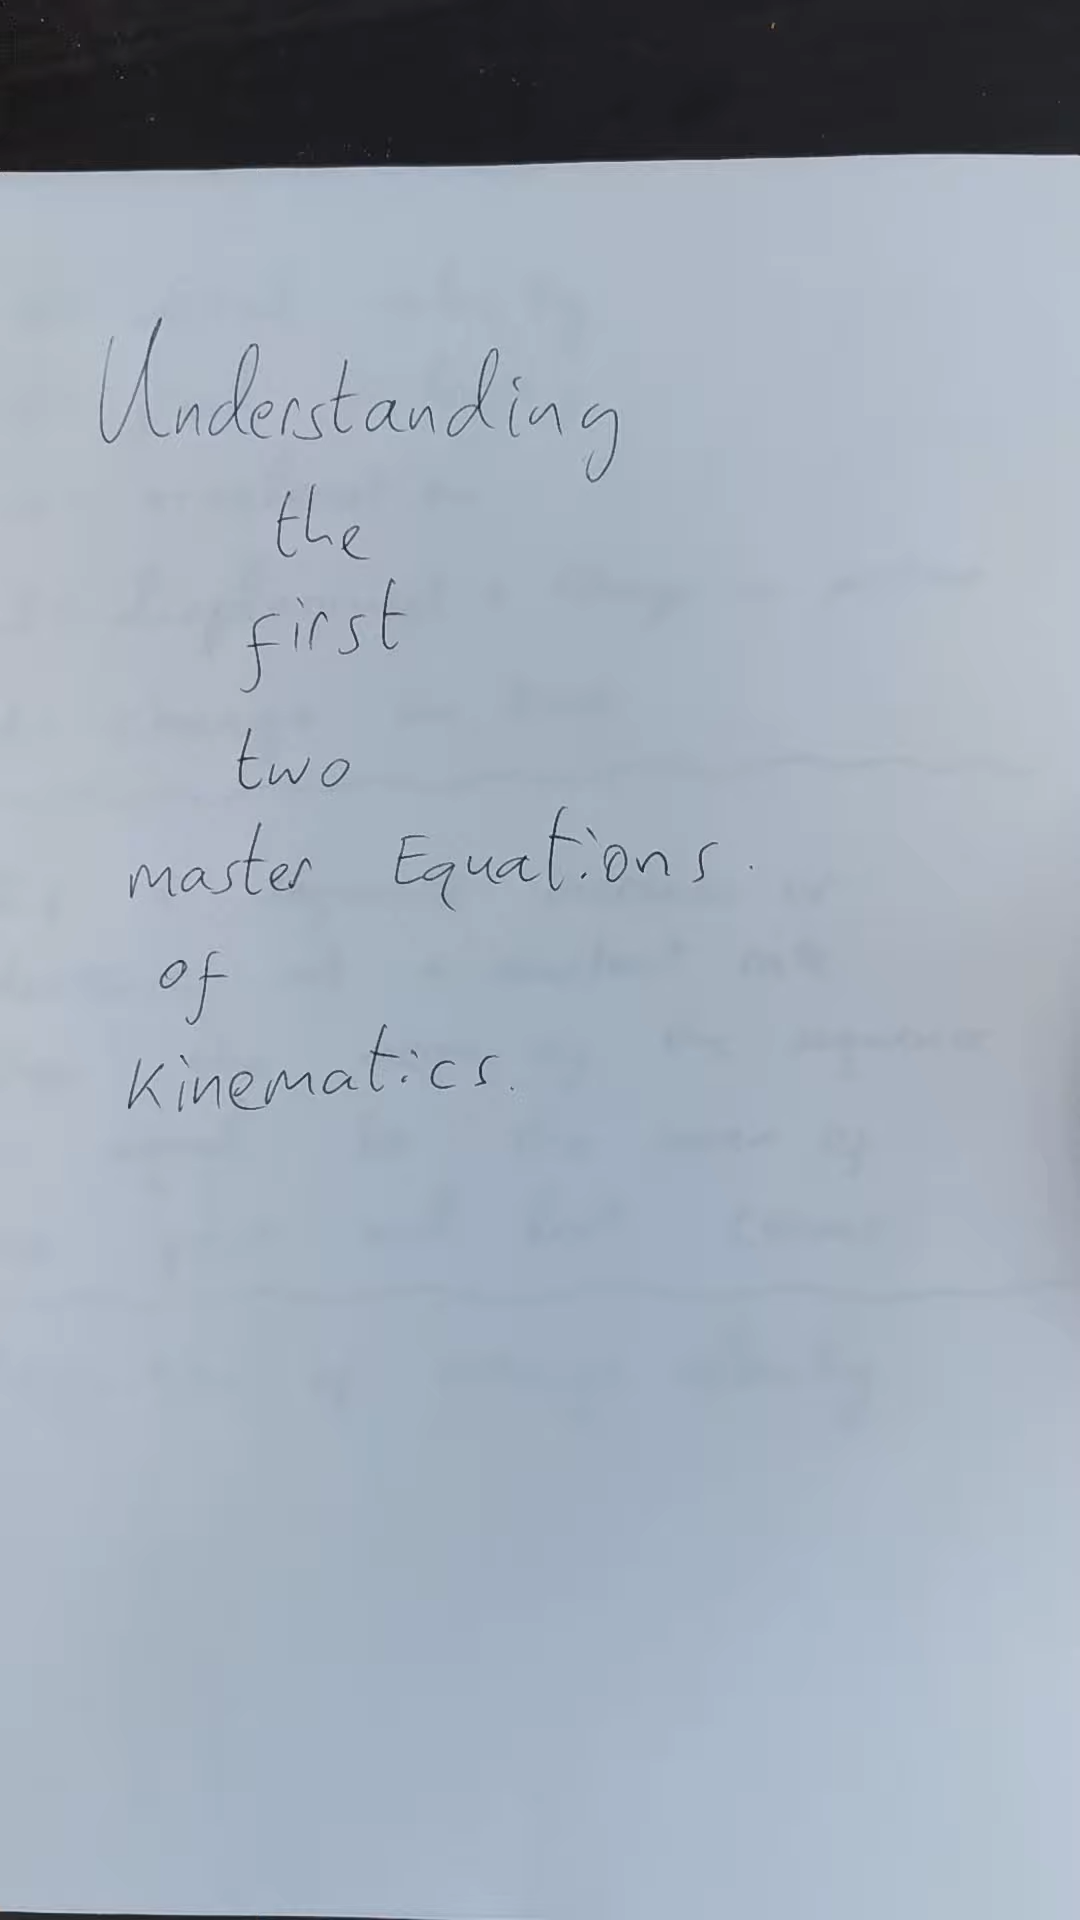 Understanding
the
first
two
master Equations.
of
Kinematics.